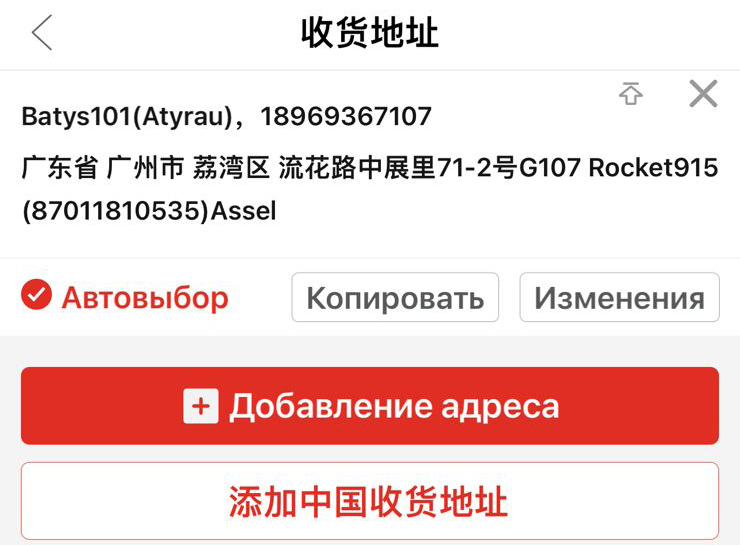 收货地址
Batys101(Atyrau)，18969367107
广东省 广州市 荔湾区 流花路中展里71-2号G107 Rocket915
(87011810535)Assel
Автовыбор
Копировать
Изменения
Добавление адреса
添加中国收货地址